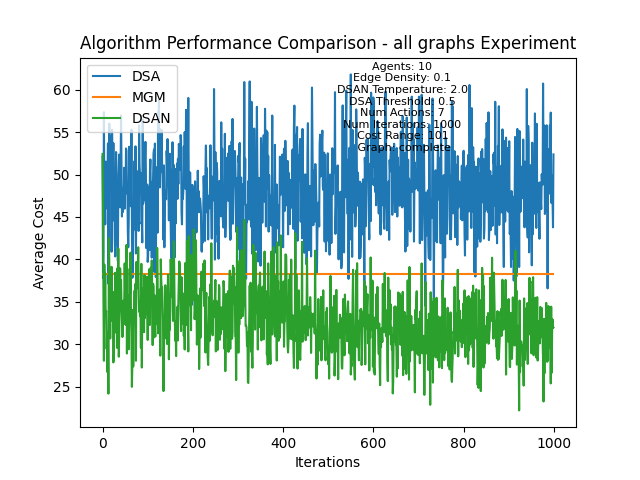 Algorithm Performance Comparison - all graphs Experiment
DSA
MGM
DSAN
Agents: 10
Edge Density: 0.1
DSAN Temperature: 2.0
DSA Threshold: 0.5
Num Actions: 7
Num Iterations: 1000
Cost Range: 101
Graph: complete
60
55
50
45
40
35
30
25
Average Cost
0 200 400 600 800 1000
Iterations